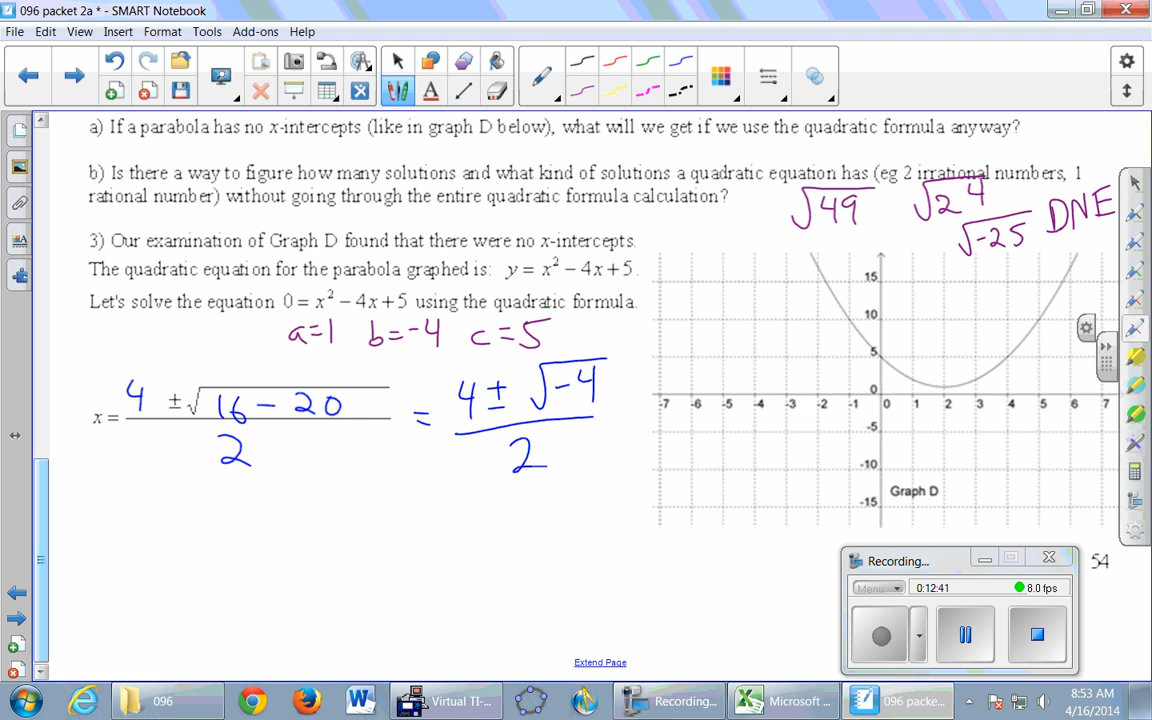 096 packet 2a * - SMART Notebook
File Edit View Insert Format Tools Add-ons Help
a) If a parabola has no x-intercepts (like in graph D below), what will we get if we use the quadratic formula anyway?
b) Is there a way to figure how many solutions and what kind of solutions a quadratic equation has (eg 2 irrational numbers, 1
rational number) without going through the entire quadratic formula calculation?
√49 √24 √-25 DNE
3) Our examination of Graph D found that there were no x-intercepts.
The quadratic equation for the parabola graphed is: y = x² − 4x + 5.
Let's solve the equation 0 = x² − 4x + 5 using the quadratic formula.
a=1 b=-4 c=5
x = 4 ±√ 16 − 20 = 4 ± √-4
2 2
15
10
5
0
-7 -6 -5 -4 -3 -2 -1 0 1 2 3 4 5 6 7
-5
-10
-15
Graph D
54
Recording...
Menu 0:12:41 8.0 fps
Extend Page
096 Virtual TI-... Recording... Microsoft ... 096 packe...
8:53 AM
4/16/2014